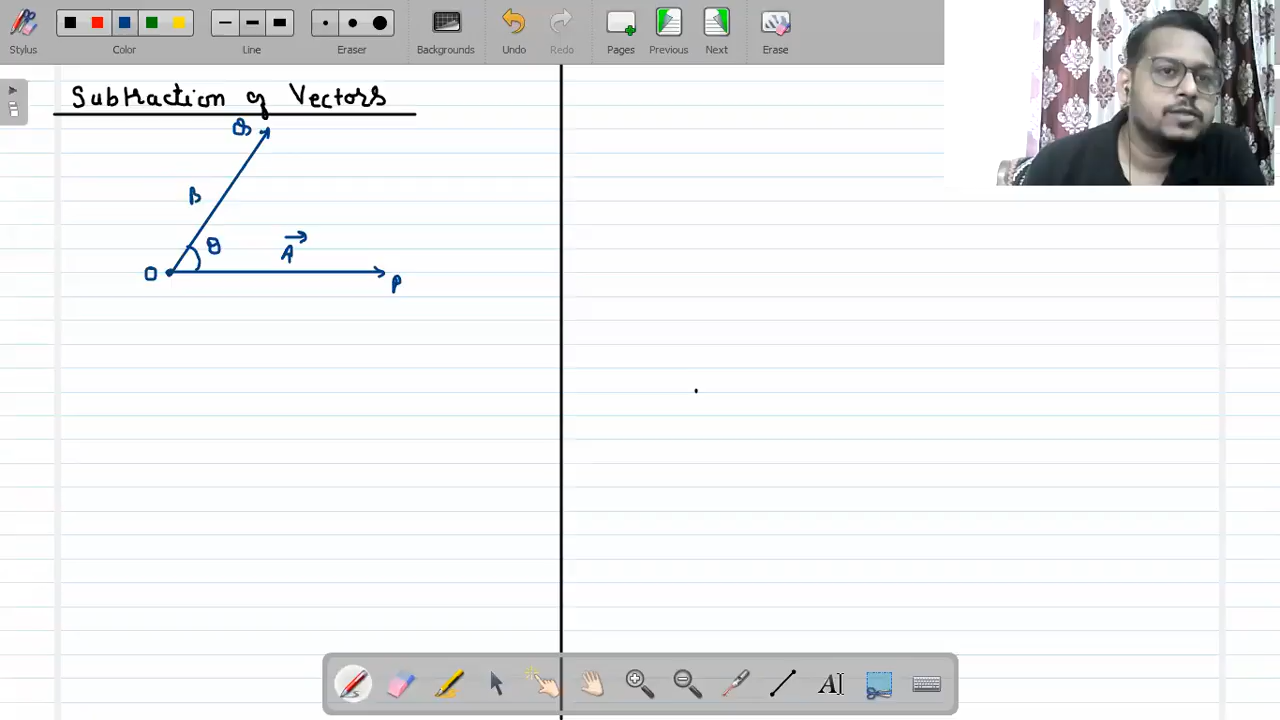 Stylus Color Line Eraser Backgrounds Undo Redo Pages Previous Next Erase
Subtraction of Vectors
B
θ
A
O
P